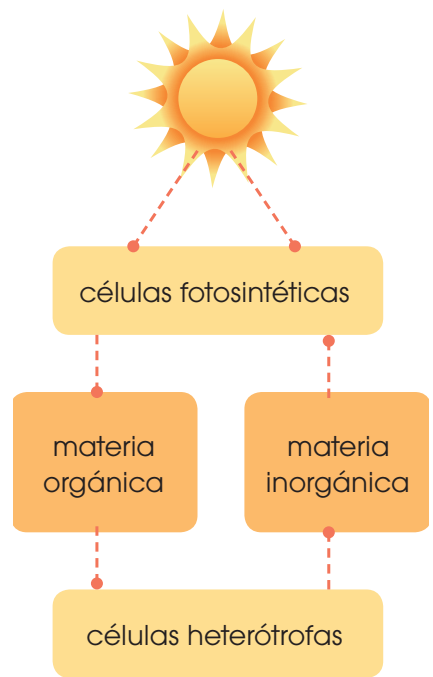 células fotosintéticas
materia
orgánica
materia
inorgánica
células heterótrofas